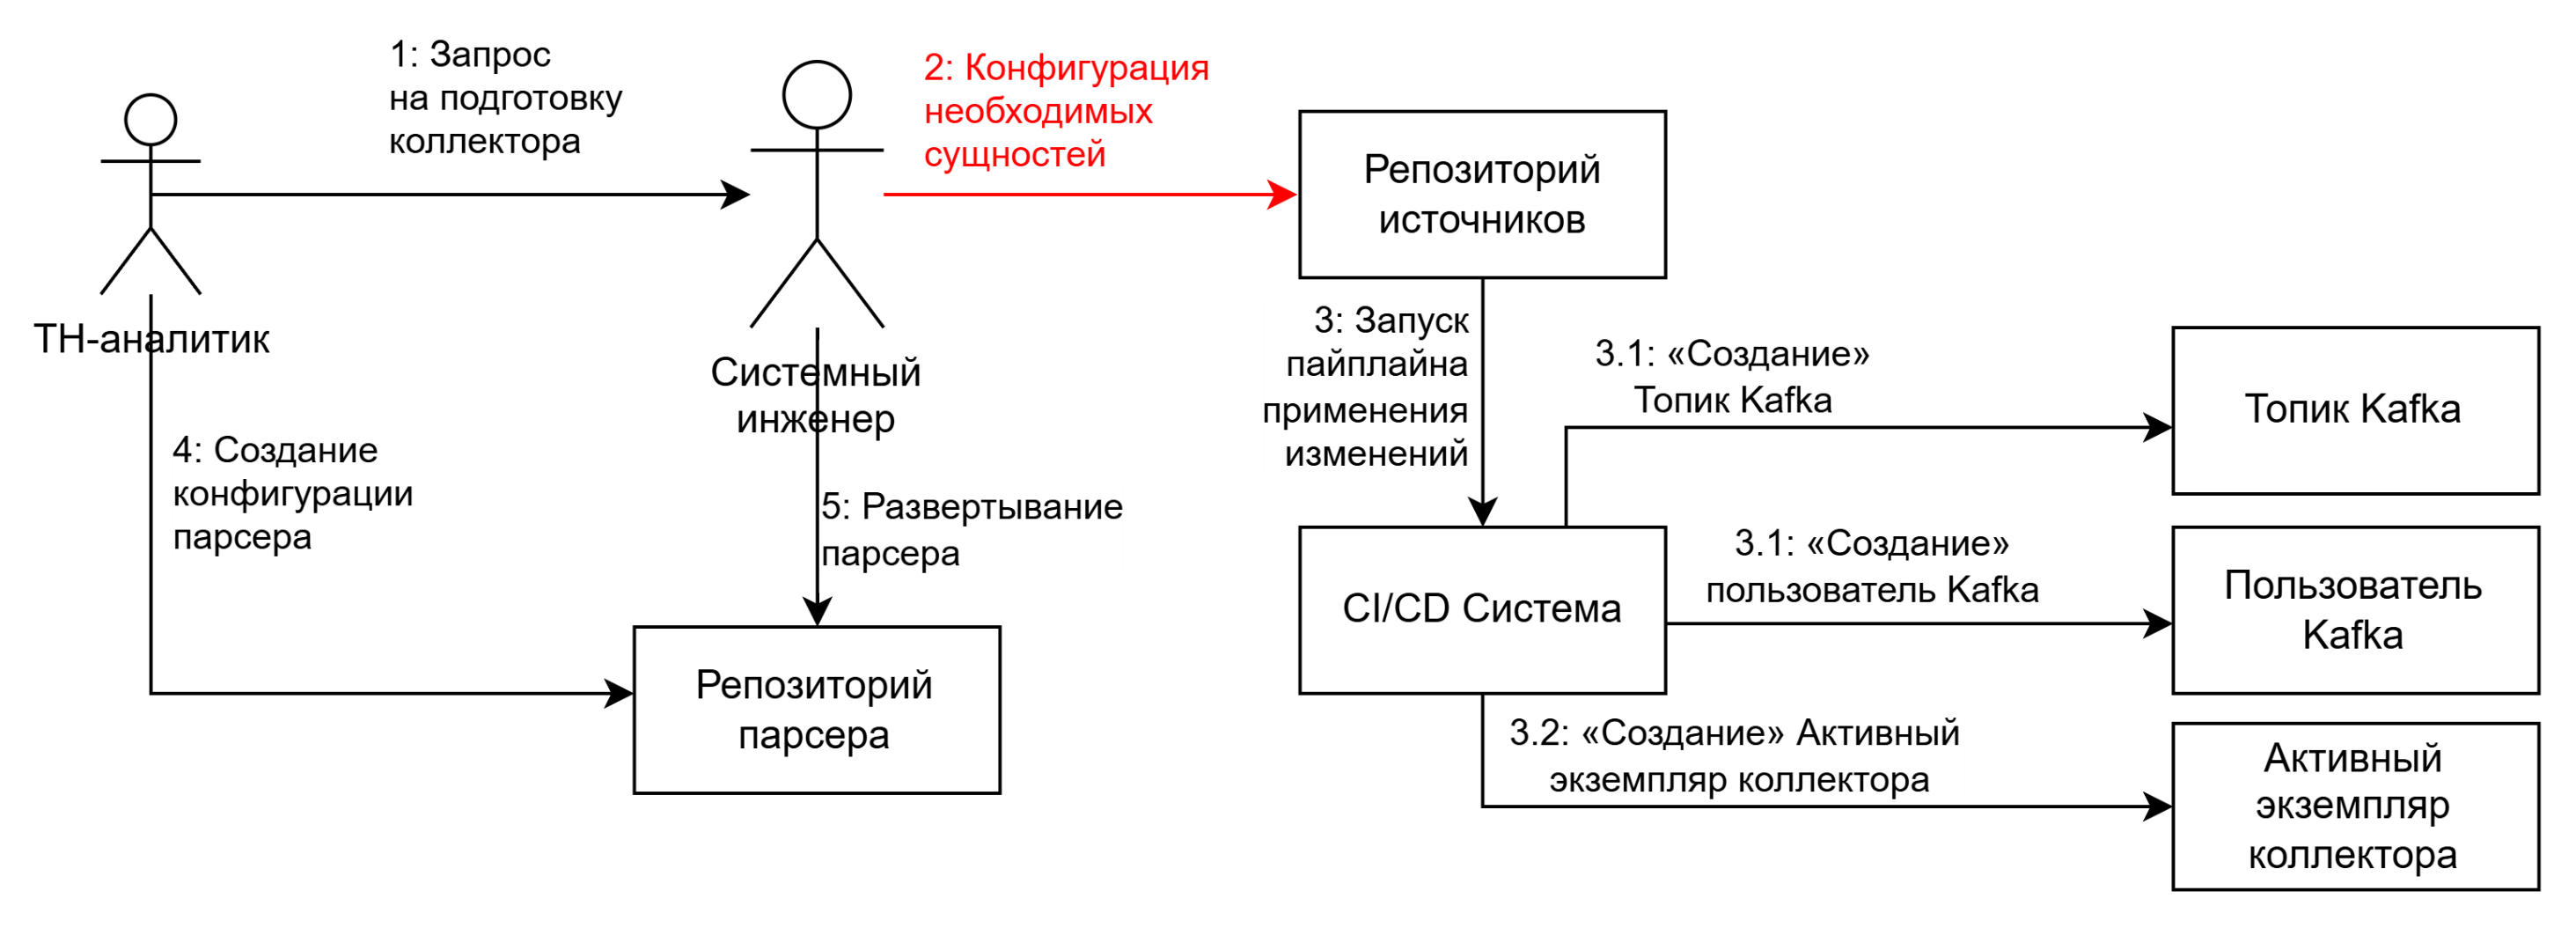 1: Запрос
на подготовку
коллектора
2: Конфигурация
необходимых
сущностей
Репозиторий
источников
ТН-аналитик
Системный
инженер
3: Запуск
пайплайна
применения
изменений
3.1: «Создание»
Топик Kafka
Топик Kafka
4: Создание
конфигурации
парсера
5: Развертывание
парсера
CI/CD Система
3.1: «Создание»
пользователь Kafka
Пользователь
Kafka
Репозиторий
парсера
3.2: «Создание» Активный
экземпляр коллектора
Активный
экземпляр
коллектора